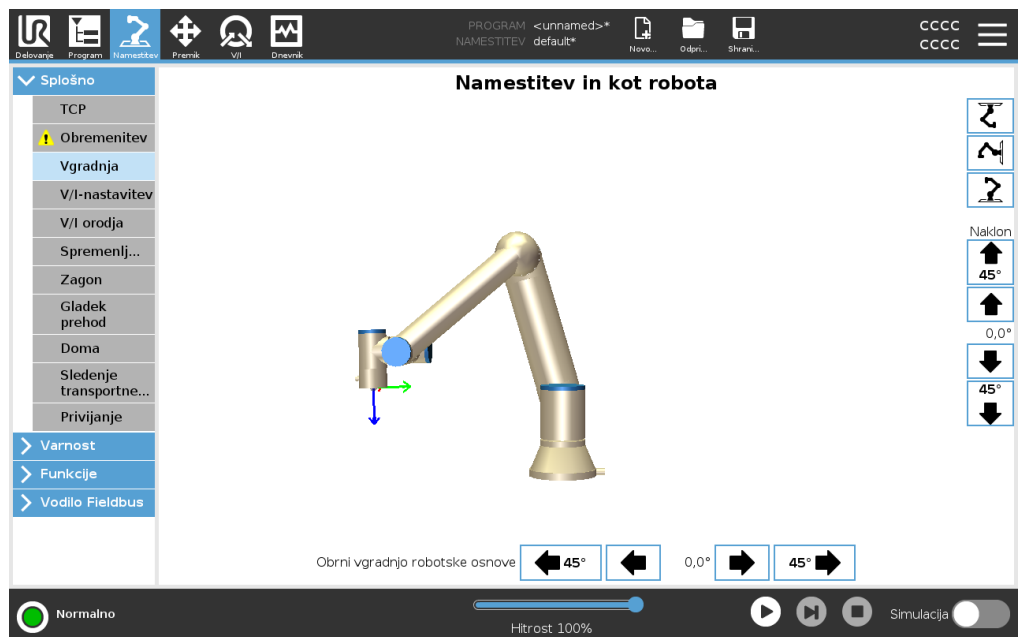 PROGRAM <unnamed>*
NAMESTITEV default*
CCCC
CCCC
Delovanje Program Namestitev Premik V/I Dnevnik Novo... Odpri... Shrani...
Splošno
TCP
Obremenitev
Vgradnja
V/I-nastavitev
V/I orodja
Spremenlj...
Zagon
Gladek
prehod
Doma
Sledenje
transportne...
Privijanje
Varnost
Funkcije
Vodilo Fieldbus
Namestitev in kot robota
Naklon
45°
0,0°
45°
Obrni vgradnjo robotske osnove 45° 0,0° 45°
Normalno
Hitrost 100%
Simulacija